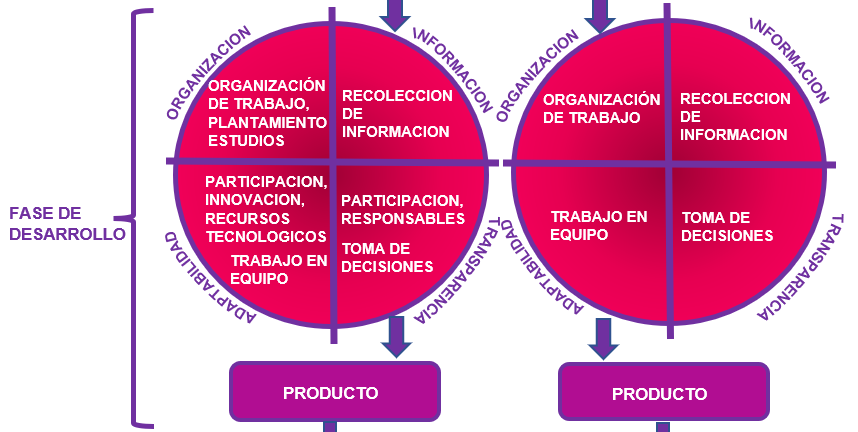 FASE DE
DESARROLLO
ORGANIZACION
INFORMACION
ORGANIZACIÓN
DE TRABAJO,
PLANTAMIENTO
ESTUDIOS
RECOLECCION
DE
INFORMACION
PARTICIPACION,
INNOVACION,
RECURSOS
TECNOLOGICOS
TRABAJO EN
EQUIPO
PARTICIPACION,
RESPONSABLES
TOMA DE
DECISIONES
ADAPTABILIDAD
TRANSPARENCIA
PRODUCTO
ORGANIZACION
INFORMACION
ORGANIZACIÓN
DE TRABAJO
RECOLECCION
DE
INFORMACION
TRABAJO EN
EQUIPO
TOMA DE
DECISIONES
ADAPTABILIDAD
TRANSPARENCIA
PRODUCTO